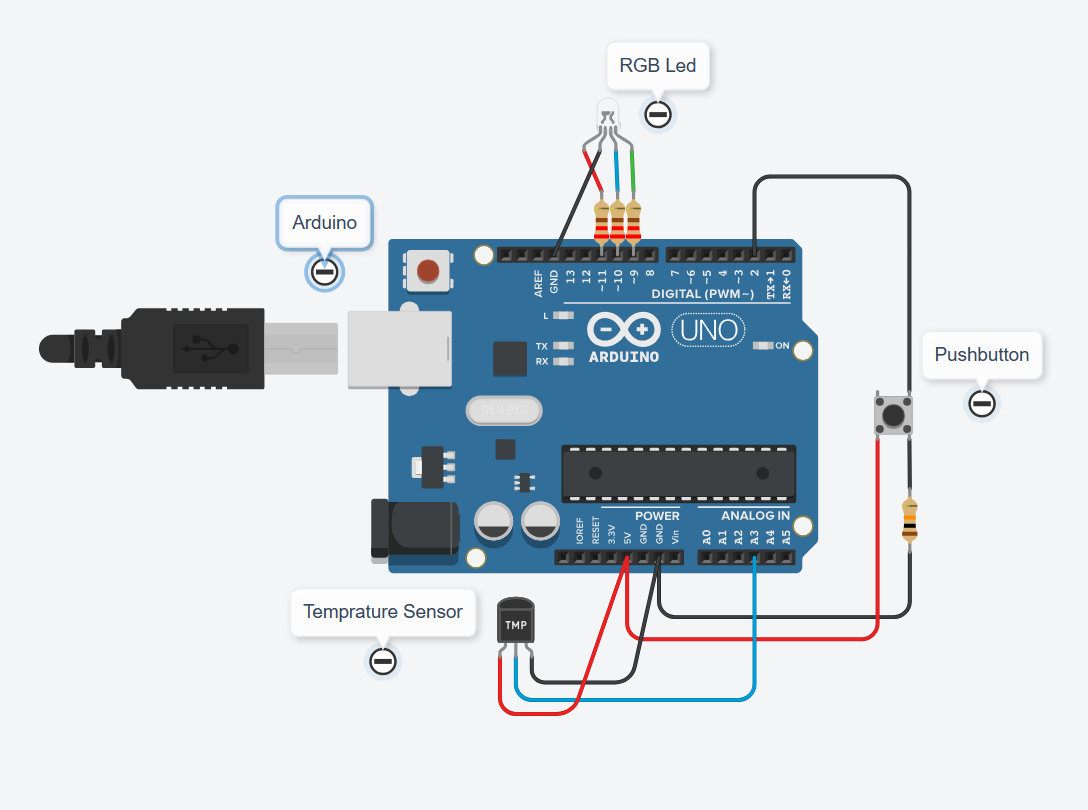 RGB Led
Arduino
AREF
GND
13
12
~11
~10
~9
8
7
~6
~5
4
~3
2
TX→1
RX←0
DIGITAL (PWM~)
L
TX
RX
ARDUINO
UNO
ON
Pushbutton
POWER
ANALOG IN
IOREF
RESET
3.3V
5V
GND
GND
Vin
A0
A1
A2
A3
A4
A5
Temprature Sensor
TMP